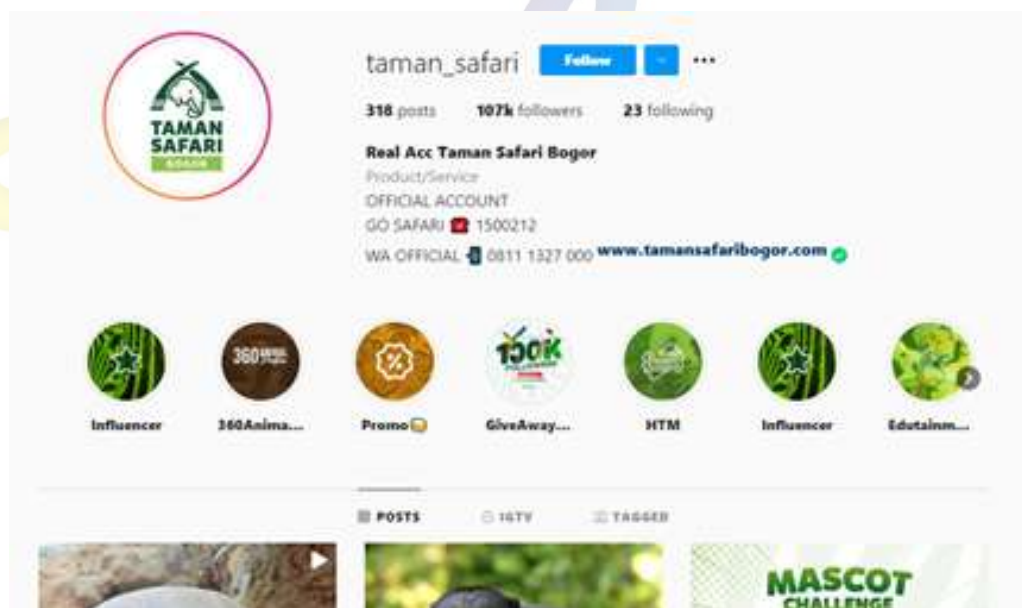 taman_safari Follow
318 posts 107k followers 23 following
Real Acc Taman Safari Bogor
Product/Service
OFFICIAL ACCOUNT
GO SAFARI 1500212
WA OFFICIAL 0811 1327 000 www.tamansafaribogor.com
TAMAN
SAFARI
BOGOR
360
100K
Influencer 360Anima... Promo GiveAway... HTM Influencer Edutainm...
POSTS IGTV TAGGED
MASCOT
CHALLENGE